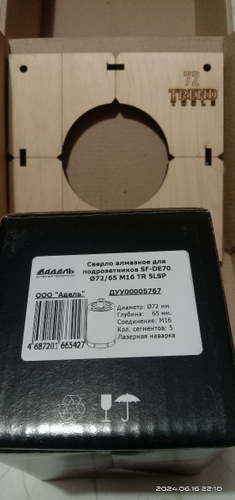 72
TREND
TOOLS
АДЕЛЬ
Сверло алмазное для
подрозетников SF-DE70
Ø72/65 М16 TR 5LSP
ООО "Адель"
ДУУ00005767
Диаметр: Ø72 мм.
Глубина: 65 мм.
Соединение: М16
Кол. сегментов: 5
Лазерная наварка
4 687201 665427
2024.06.16 22:10